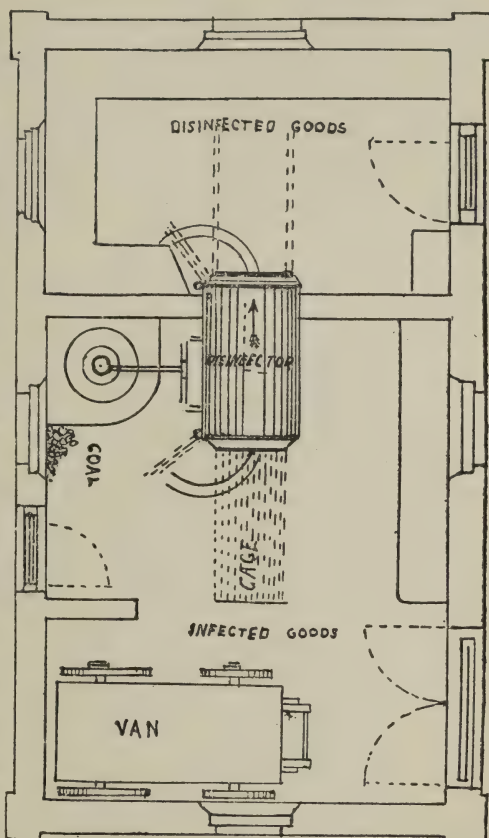 DISINFECTED GOODS
DISINFECTOR
COAL
CAGE
INFECTED GOODS
VAN